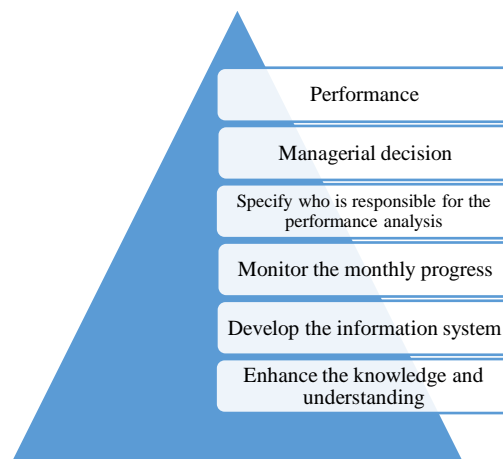 Performance
Managerial decision
Specify who is responsible for the
performance analysis
Monitor the monthly progress
Develop the information system
Enhance the knowledge and
understanding